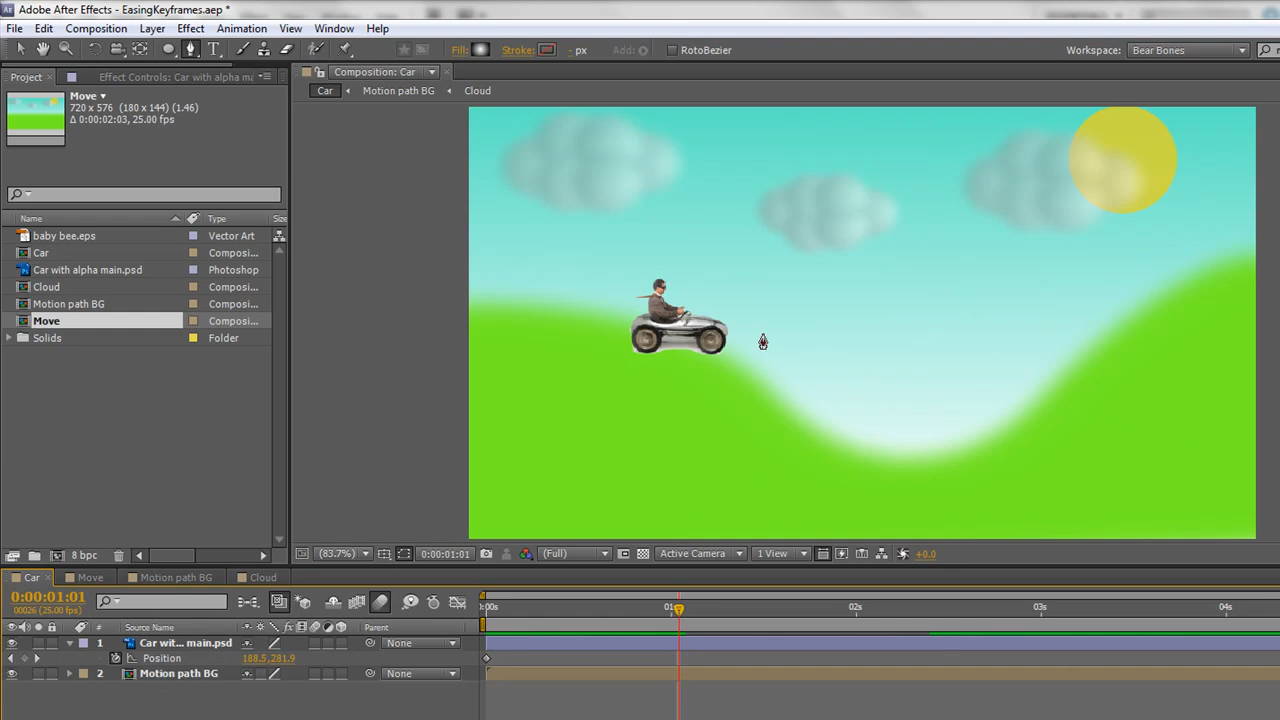 Adobe After Effects - EasingKeyframes.aep *
File Edit Composition Layer Effect Animation View Window Help
Fill: Stroke: - px Add: RotoBezier Workspace: Bear Bones
Project Effect Controls: Car with alpha ma Composition: Car
Car Motion path BG Cloud
Move
720 x 576 (180 x 144) (1.46)
Δ 0:00:02:03, 25.00 fps
Name Type Size
baby bee.eps Vector Art
Car Composi...
Car with alpha main.psd Photoshop
Cloud Composi...
Motion path BG Composi...
Move Composi...
Solids Folder
8 bpc (83.7%) 0:00:01:01 (Full) Active Camera 1 View +0.0
Car Move Motion path BG Cloud
0:00:01:01
00026 (25.00 fps)
:00s 01s 02s 03s 04s
# Source Name Parent
1 Car wit... main.psd None
Position 188.5,281.9
2 Motion path BG None